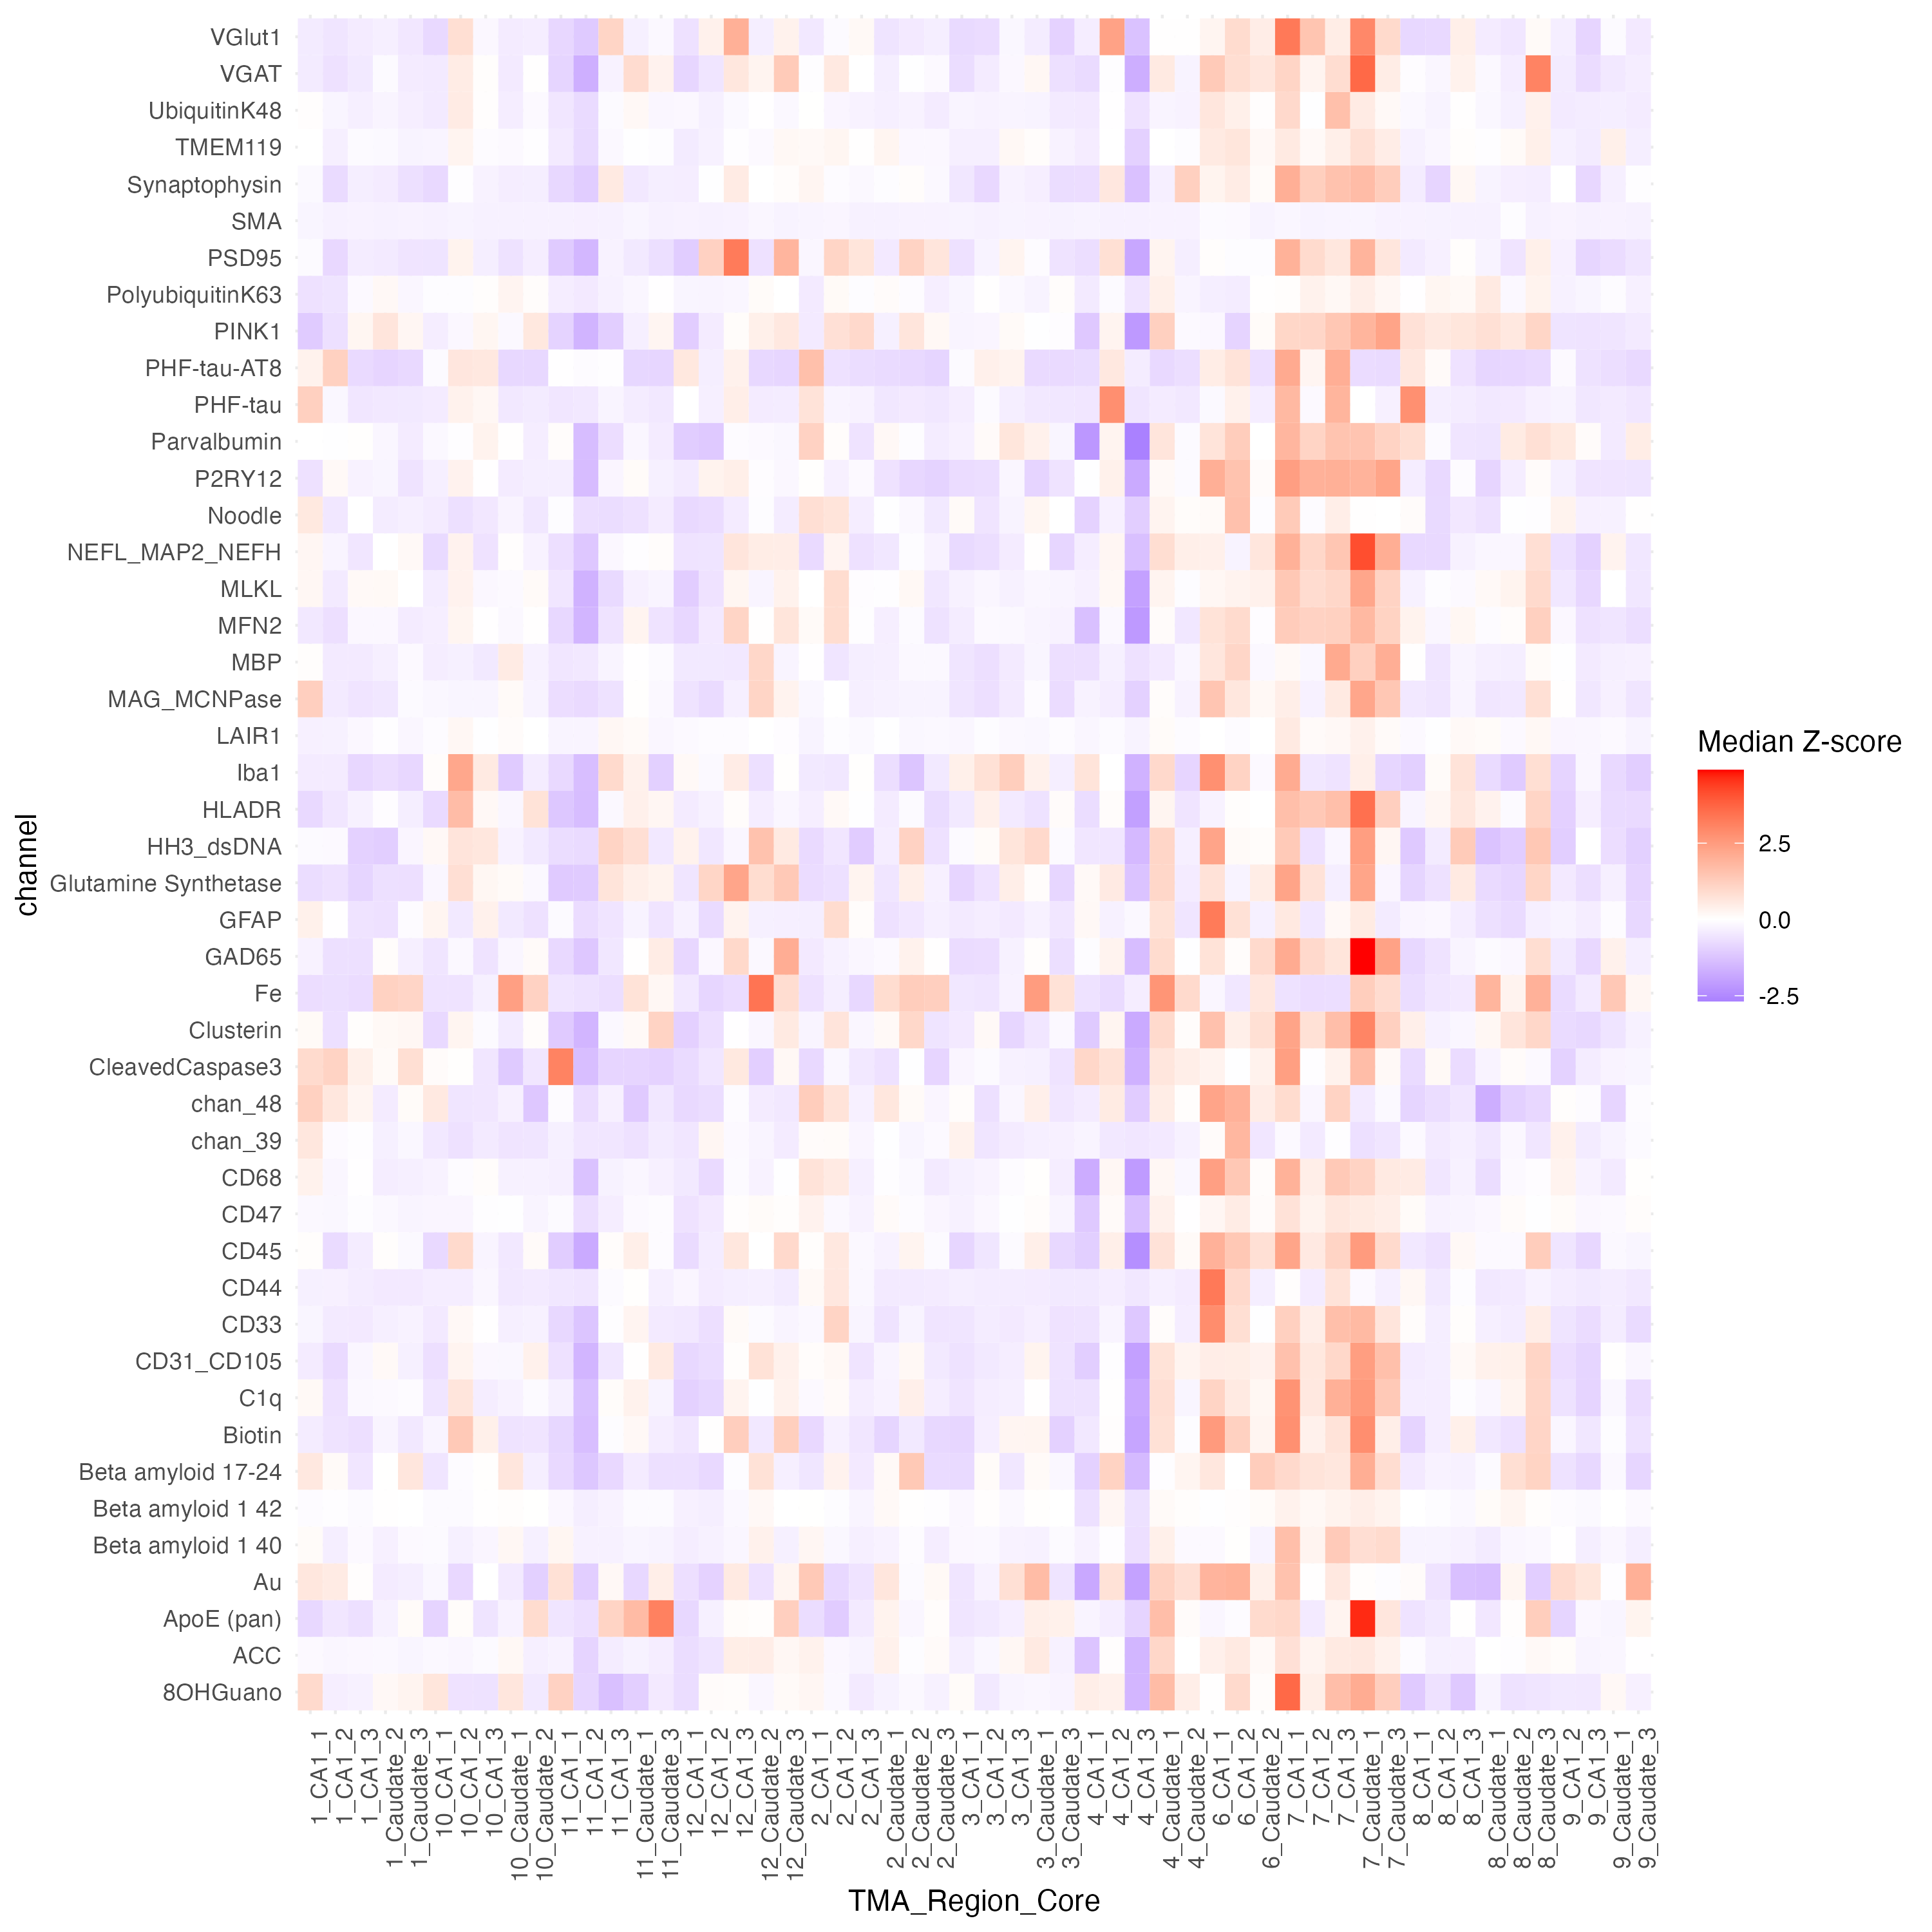 VGlut1
VGAT
UbiquitinK48
TMEM119
Synaptophysin
SMA
PSD95
PolyubiquitinK63
PINK1
PHF-tau-AT8
PHF-tau
Parvalbumin
P2RY12
Noodle
NEFL_MAP2_NEFH
MLKL
MFN2
MBP
MAG_MCNPase
LAIR1
Iba1
HLADR
HH3_dsDNA
Glutamine Synthetase
GFAP
GAD65
Fe
Clusterin
CleavedCaspase3
chan_48
chan_39
CD68
CD47
CD45
CD44
CD33
CD31_CD105
C1q
Biotin
Beta amyloid 17-24
Beta amyloid 1 42
Beta amyloid 1 40
Au
ApoE (pan)
ACC
8OHGuano
channel
1_CA1_1
1_CA1_2
1_CA1_3
1_Caudate_2
1_Caudate_3
10_CA1_1
10_CA1_2
10_CA1_3
10_Caudate_1
10_Caudate_2
11_CA1_1
11_CA1_2
11_CA1_3
11_Caudate_1
11_Caudate_3
12_CA1_1
12_CA1_2
12_CA1_3
12_Caudate_2
12_Caudate_3
2_CA1_1
2_CA1_2
2_CA1_3
2_Caudate_1
2_Caudate_2
2_Caudate_3
3_CA1_1
3_CA1_2
3_CA1_3
3_Caudate_1
3_Caudate_3
4_CA1_1
4_CA1_2
4_CA1_3
4_Caudate_1
4_Caudate_2
6_CA1_1
6_CA1_2
6_Caudate_2
7_CA1_1
7_CA1_2
7_CA1_3
7_Caudate_1
7_Caudate_3
8_CA1_1
8_CA1_2
8_CA1_3
8_Caudate_1
8_Caudate_2
8_Caudate_3
9_CA1_2
9_CA1_3
9_Caudate_1
9_Caudate_3
TMA_Region_Core
Median Z-score
2.5
0.0
-2.5